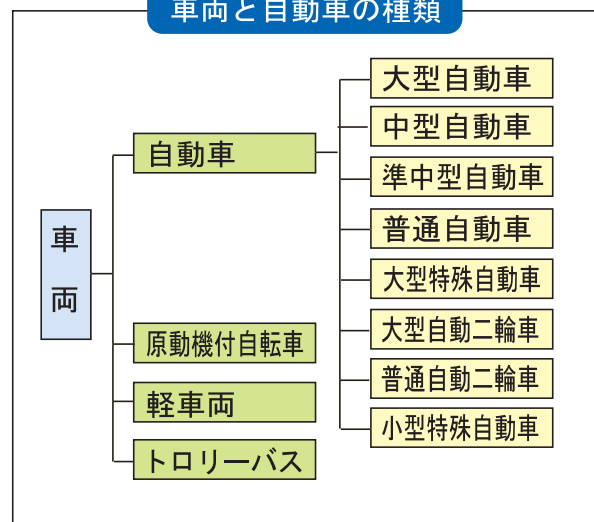 車両と自動車の種類
車両
自動車
原動機付自転車
軽車両
トロリーバス
大型自動車
中型自動車
準中型自動車
普通自動車
大型特殊自動車
大型自動二輪車
普通自動二輪車
小型特殊自動車